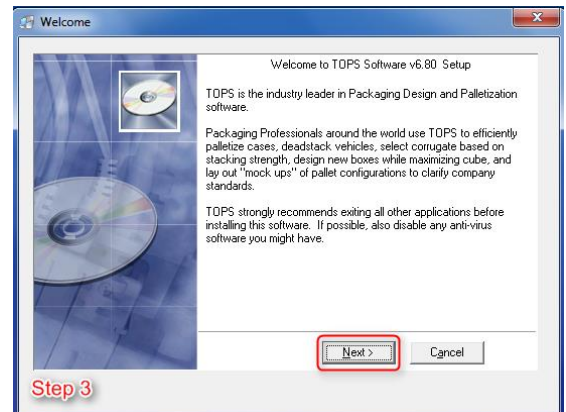 Welcome
Welcome to TOPS Software v6.80 Setup
TOPS is the industry leader in Packaging Design and Palletization
software.
Packaging Professionals around the world use TOPS to efficiently
palletize cases, deadstack vehicles, select corrugate based on
stacking strength, design new boxes while maximizing cube, and
lay out "mock ups" of pallet configurations to clarify company
standards.
TOPS strongly recommends exiting all other applications before
installing this software. If possible, also disable any anti-virus
software you might have.
Next >
Cancel
Step 3